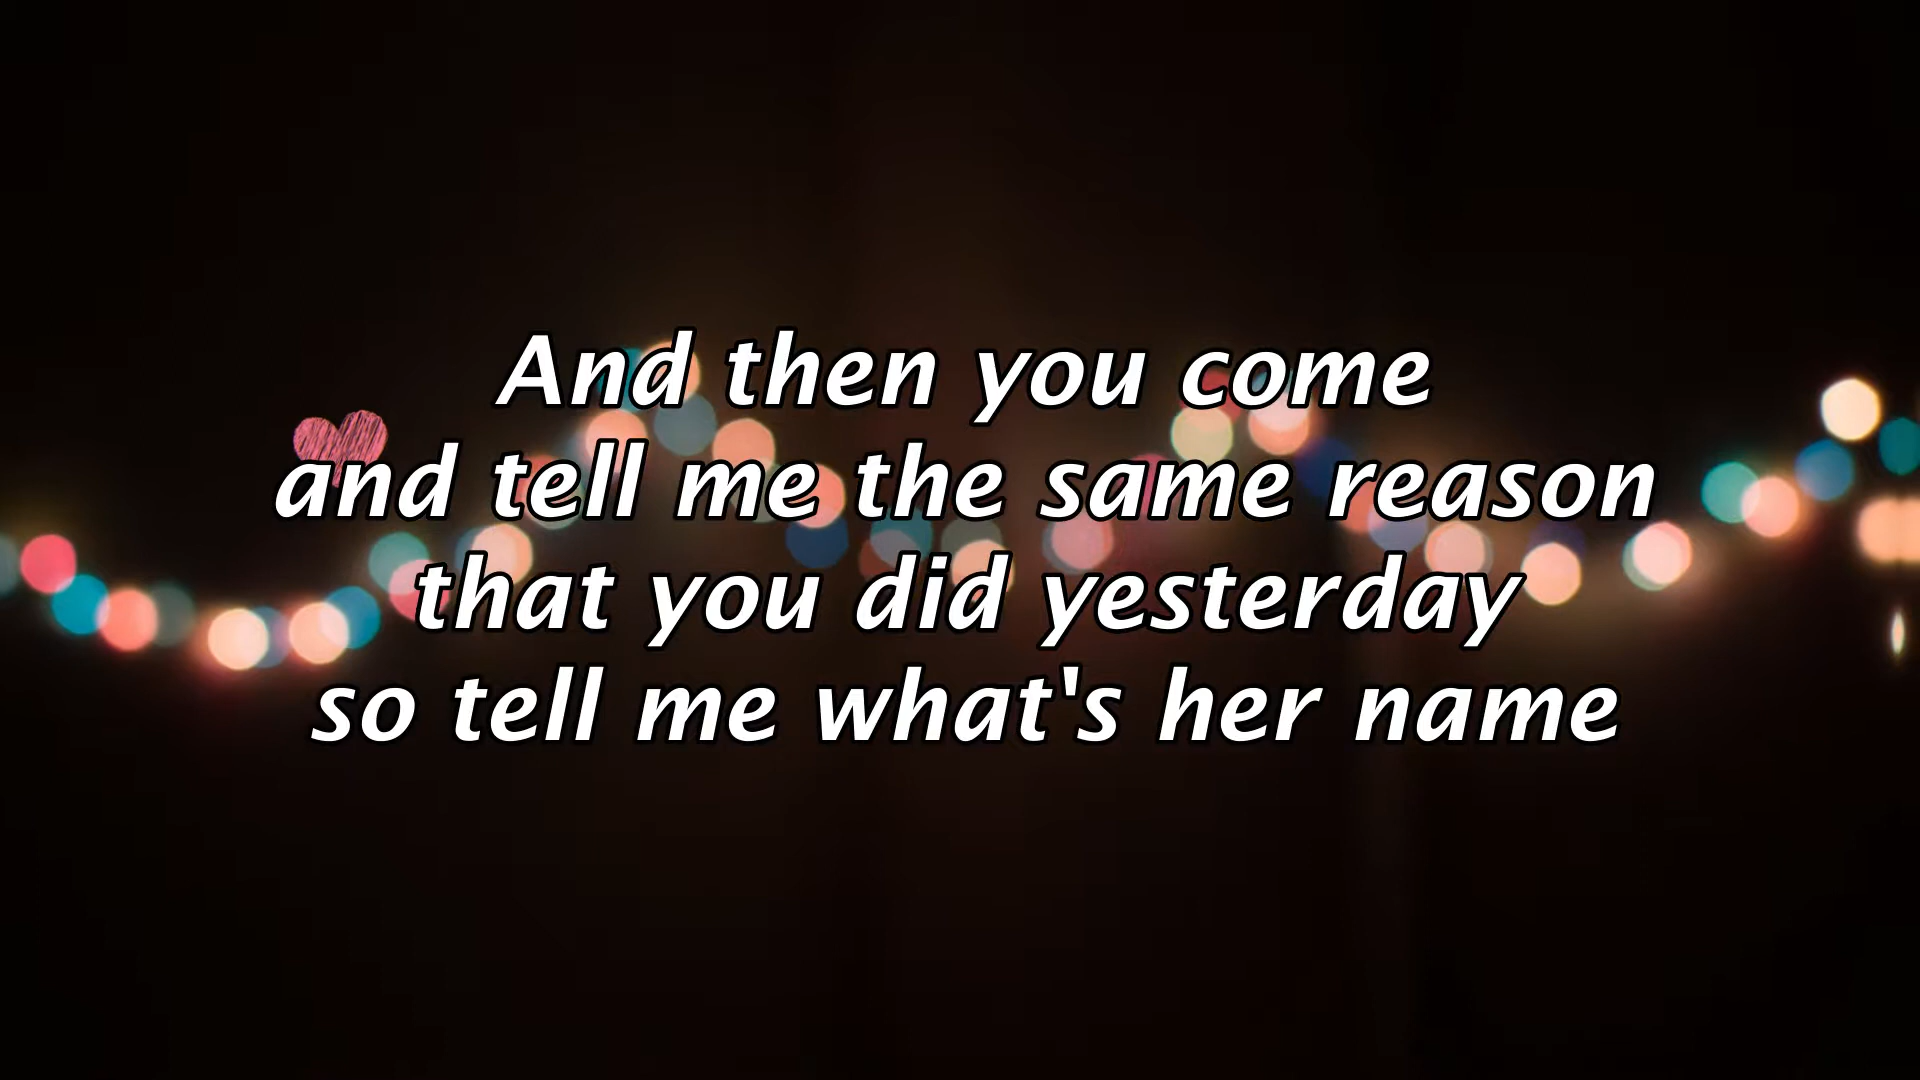 And then you come
and tell me the same reason
that you did yesterday
so tell me what's her name